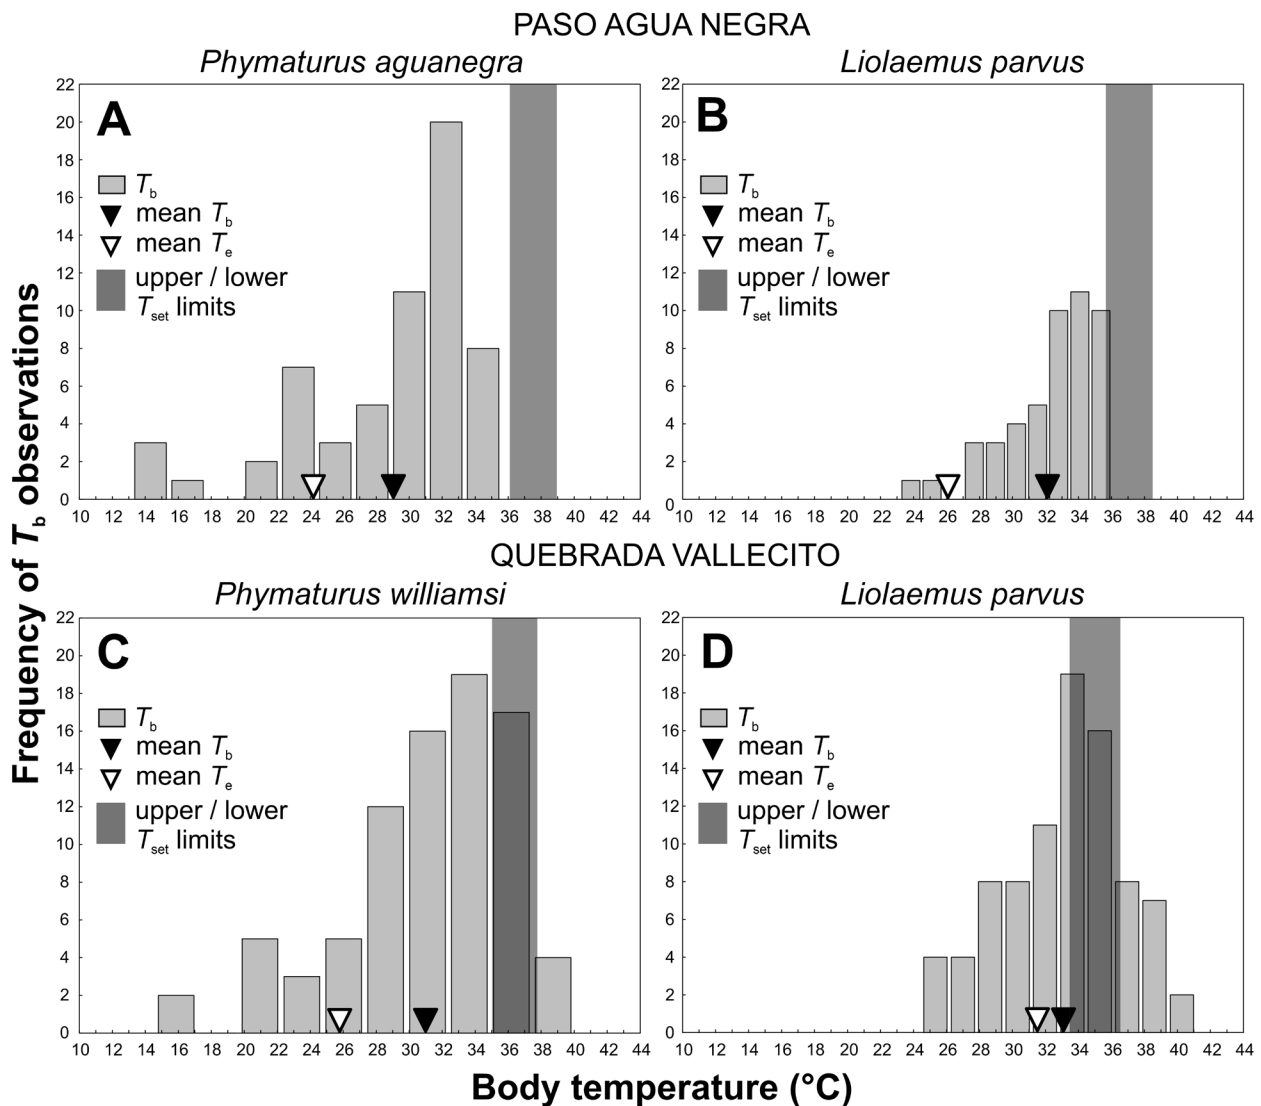 PASO AGUA NEGRA
Phymaturus aguanegra
Liolaemus parvus
Frequency of Tb observations
A
22
20
18
16
14
12
10
8
6
4
2
0
Tb
mean Tb
mean Te
upper / lower
Tset limits
10 12 14 16 18 20 22 24 26 28 30 32 34 36 38 40 42 44
B
22
20
18
16
14
12
10
8
6
4
2
0
Tb
mean Tb
mean Te
upper / lower
Tset limits
10 12 14 16 18 20 22 24 26 28 30 32 34 36 38 40 42 44
QUEBRADA VALLECITO
Phymaturus williamsi
Liolaemus parvus
C
22
20
18
16
14
12
10
8
6
4
2
0
Tb
mean Tb
mean Te
upper / lower
Tset limits
10 12 14 16 18 20 22 24 26 28 30 32 34 36 38 40 42 44
D
22
20
18
16
14
12
10
8
6
4
2
0
Tb
mean Tb
mean Te
upper / lower
Tset limits
10 12 14 16 18 20 22 24 26 28 30 32 34 36 38 40 42 44
Body temperature (°C)